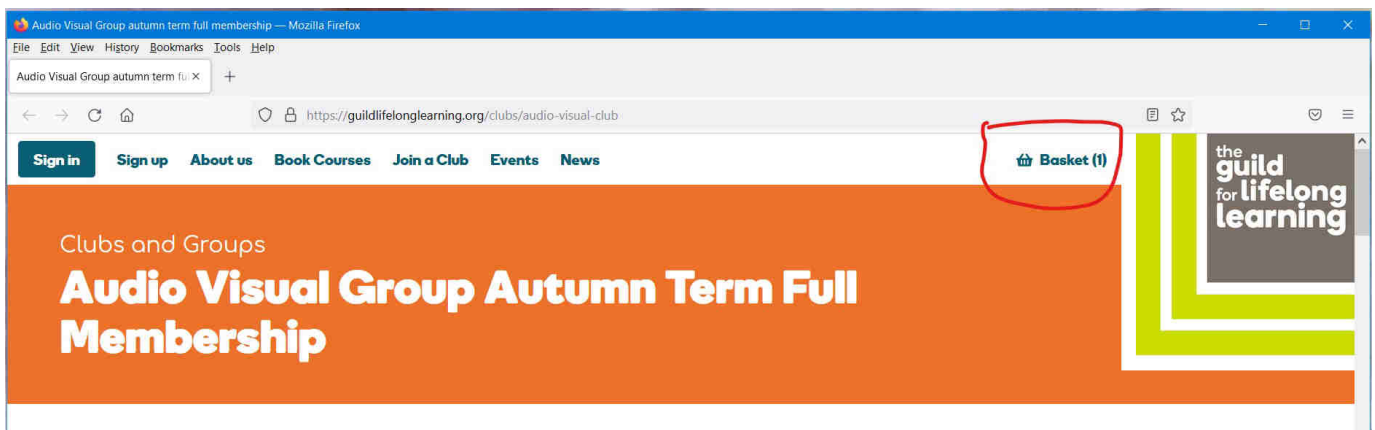 Audio Visual Group autumn term full membership — Mozilla Firefox
File Edit View History Bookmarks Tools Help
Audio Visual Group autumn term fu
https://guildlifelonglearning.org/clubs/audio-visual-club
Sign in Sign up About us Book Courses Join a Club Events News Basket (1)
the
guild
for lifelong
learning
Clubs and Groups
Audio Visual Group Autumn Term Full
Membership